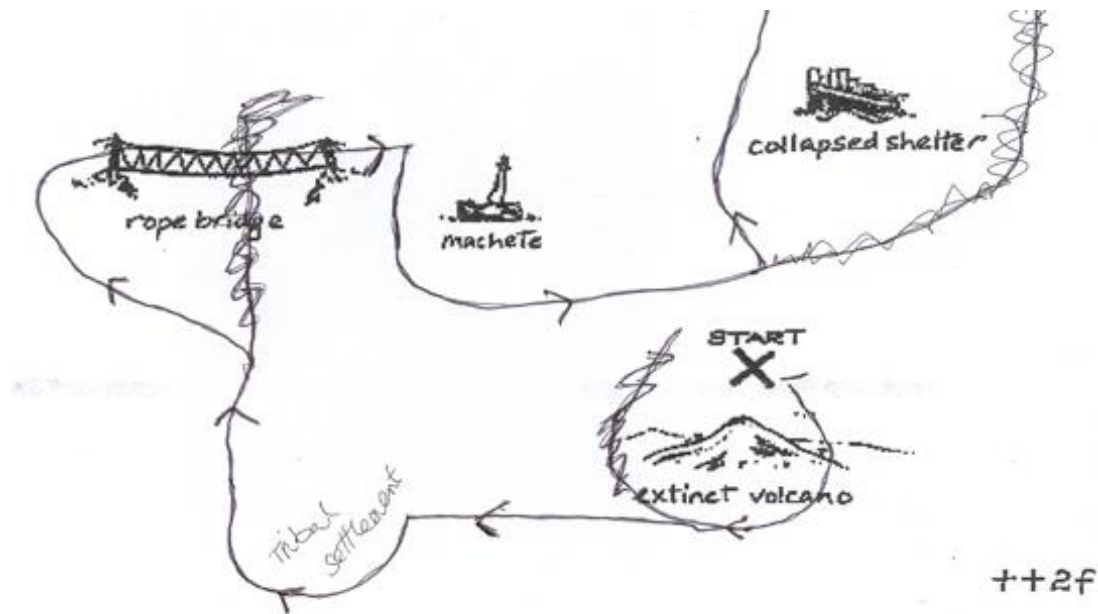 collapsed shelter
rope bridge
machete
START
extinct volcano
Tribal
settlement
++2f